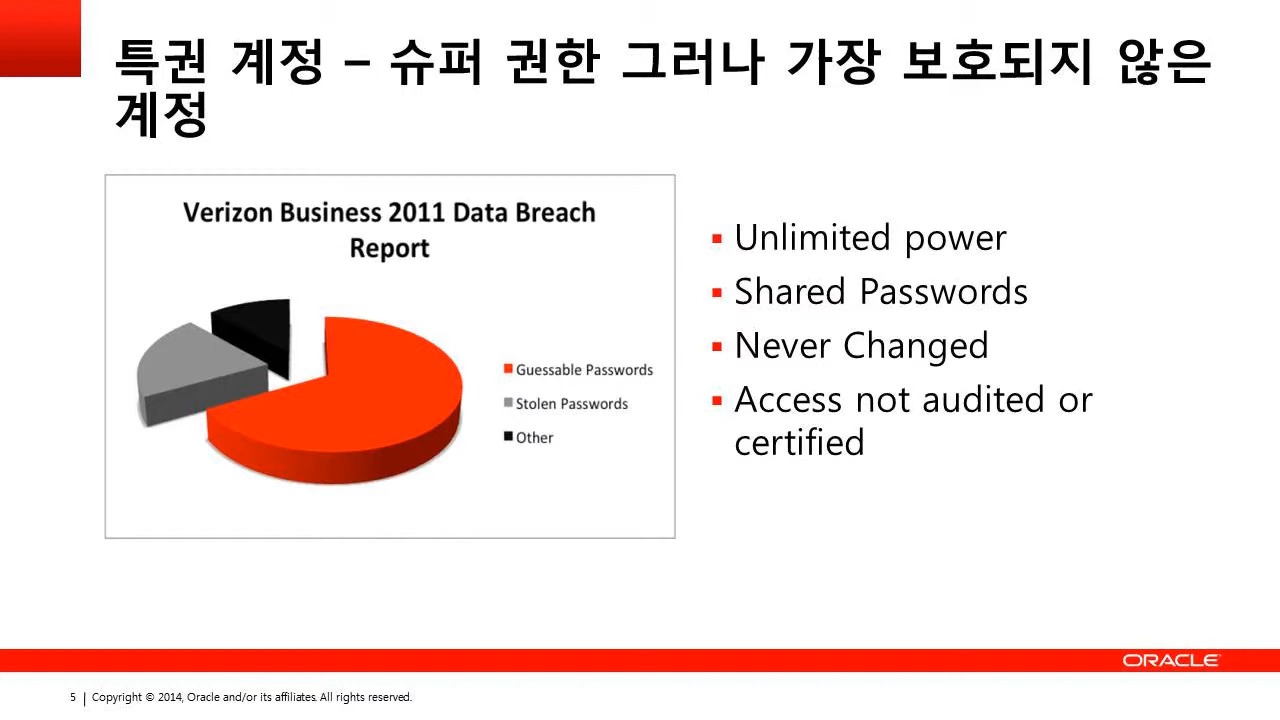 특권 계정 – 슈퍼 권한 그러나 가장 보호되지 않은
계정
Verizon Business 2011 Data Breach
Report
Guessable Passwords
Stolen Passwords
Other
▪ Unlimited power
▪ Shared Passwords
▪ Never Changed
▪ Access not audited or
certified
ORACLE
5 | Copyright © 2014, Oracle and/or its affiliates. All rights reserved.